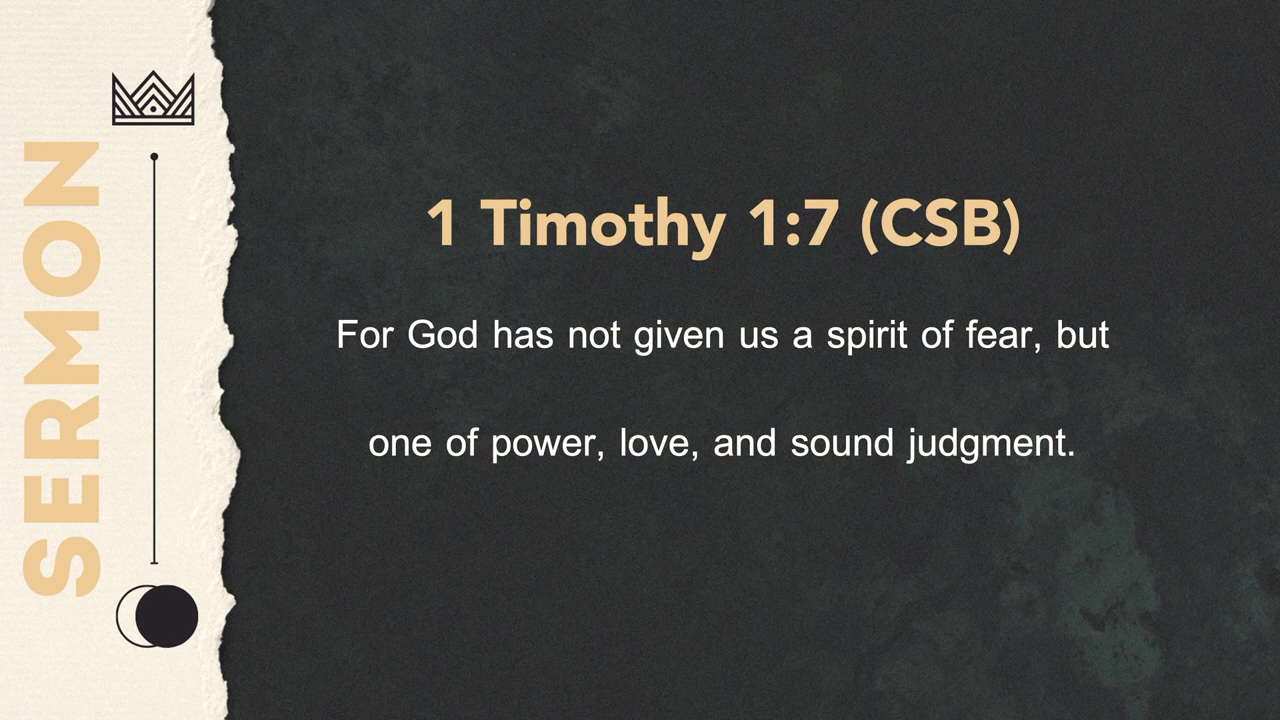 SERMON
1 Timothy 1:7 (CSB)
For God has not given us a spirit of fear, but
one of power, love, and sound judgment.